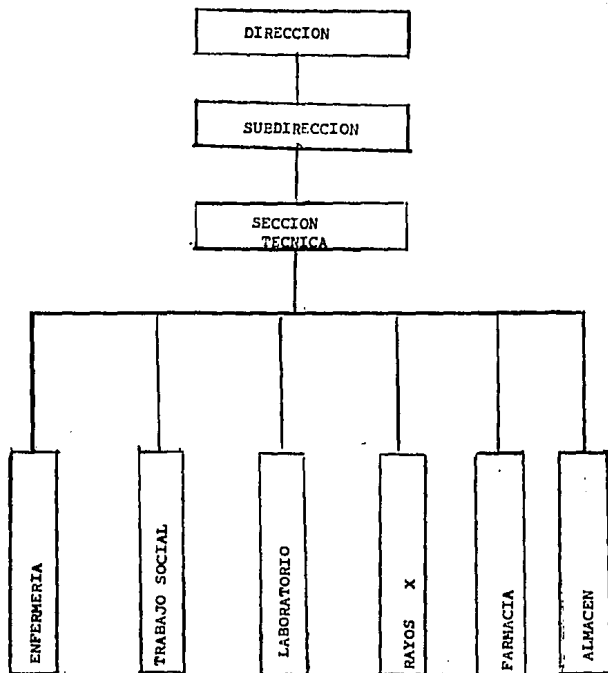 DIRECCION
SUBDIRECCION
SECCION
TECNICA
ENFERMERIA
TRABAJO SOCIAL
LABORATORIO
RAYOS X
FARMACIA
ALMACEN